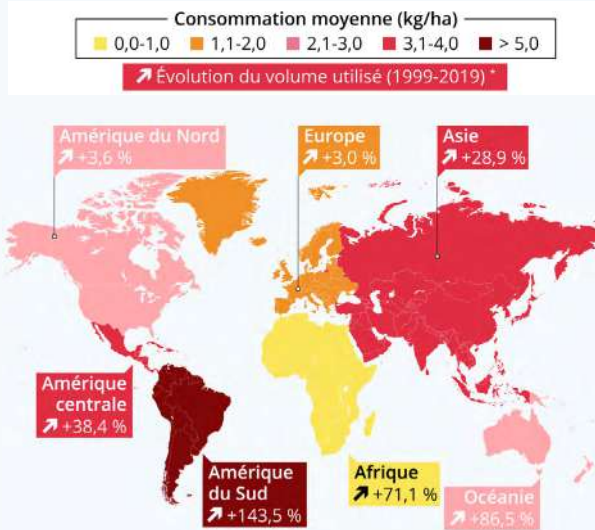 Consommation moyenne (kg/ha)
0,0-1,0 1,1-2,0 2,1-3,0 3,1-4,0 > 5,0
↗ Évolution du volume utilisé (1999-2019) *
Amérique du Nord
↗ +3,6 %
Europe
↗ +3,0 %
Asie
↗ +28,9 %
Amérique
centrale
↗ +38,4 %
Amérique
du Sud
↗ +143,5 %
Afrique
↗ +71,1 %
Océanie
↗ +86,5 %